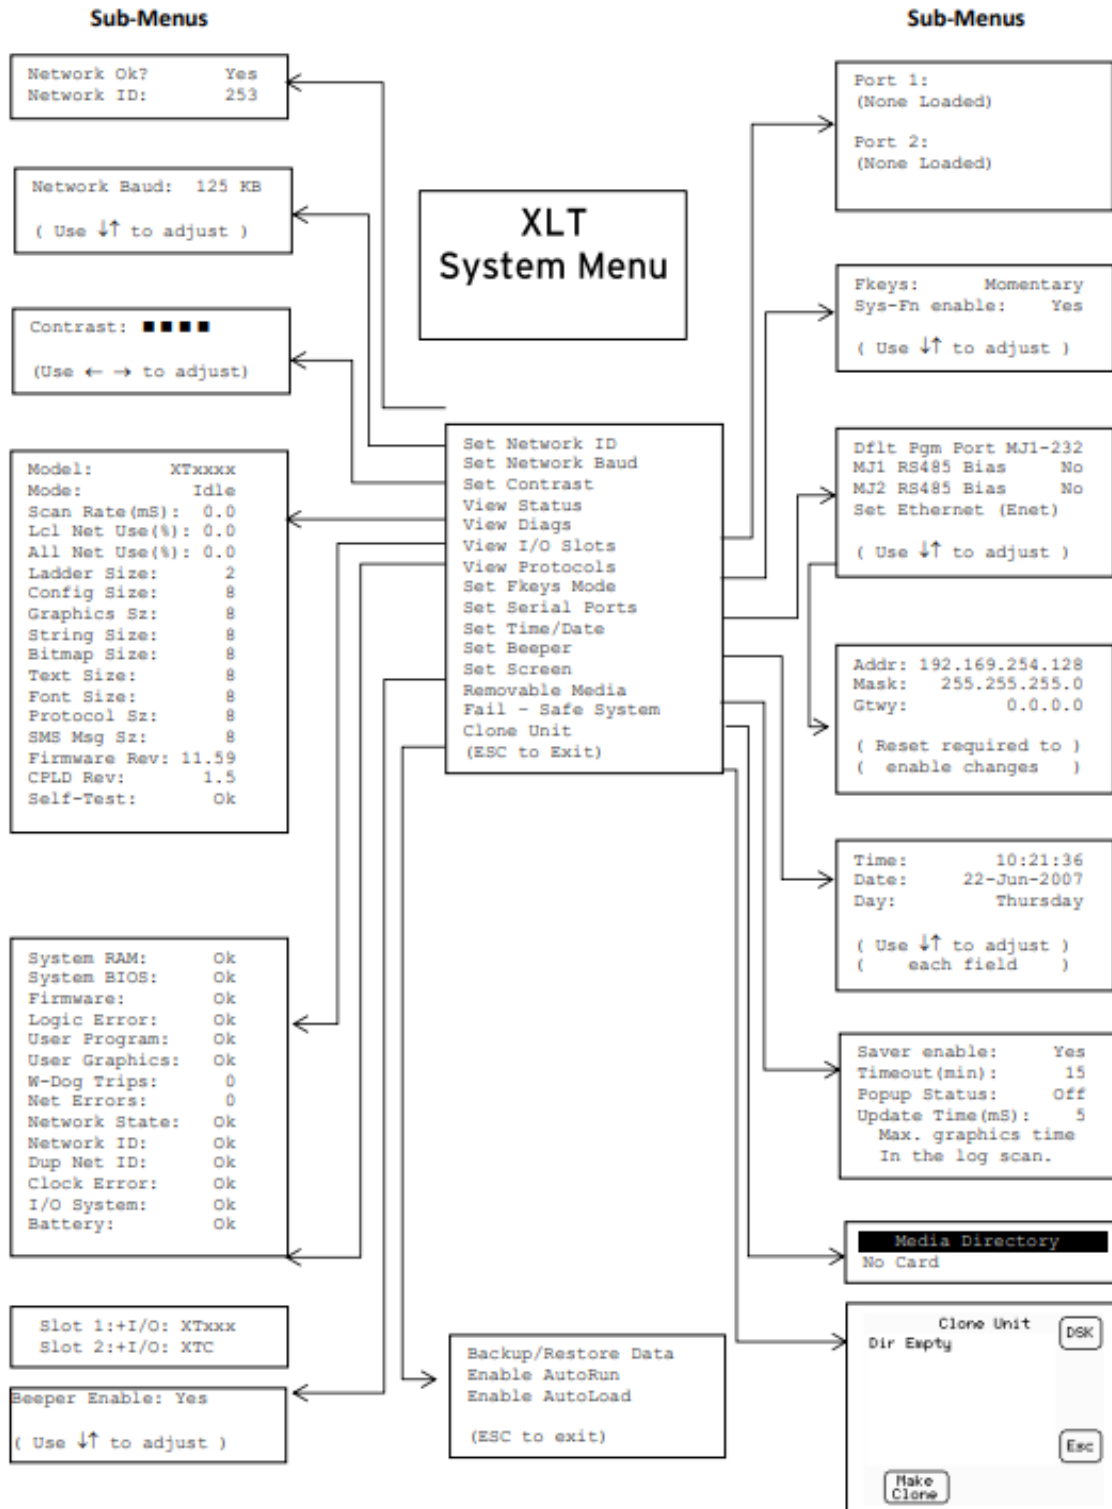 Sub-Menus
Network Ok? Yes
Network ID: 253
Network Baud: 125 KB
( Use ↓↑ to adjust )
Contrast: ■ ■ ■ ■
(Use ← → to adjust)
Model: XTxxxx
Mode: Idle
Scan Rate(mS): 0.0
Lcl Net Use(%): 0.0
All Net Use(%): 0.0
Ladder Size: 2
Config Size: 8
Graphics Sz: 8
String Size: 8
Bitmap Size: 8
Text Size: 8
Font Size: 8
Protocol Sz: 8
SMS Msg Sz: 8
Firmware Rev: 11.59
CPLD Rev: 1.5
Self-Test: Ok
System RAM: Ok
System BIOS: Ok
Firmware: Ok
Logic Error: Ok
User Program: Ok
User Graphics: Ok
W-Dog Trips: 0
Net Errors: 0
Network State: Ok
Network ID: Ok
Dup Net ID: Ok
Clock Error: Ok
I/O System: Ok
Battery: Ok
Slot 1:+I/O: XTxxx
Slot 2:+I/O: XTC
Beeper Enable: Yes
( Use ↓↑ to adjust )
XLT
System Menu
Set Network ID
Set Network Baud
Set Contrast
View Status
View Diags
View I/O Slots
View Protocols
Set Fkeys Mode
Set Serial Ports
Set Time/Date
Set Beeper
Set Screen
Removable Media
Fail - Safe System
Clone Unit
(ESC to Exit)
Backup/Restore Data
Enable AutoRun
Enable AutoLoad
(ESC to exit)
Sub-Menus
Port 1:
(None Loaded)
Port 2:
(None Loaded)
Fkeys: Momentary
Sys-Fn enable: Yes
( Use ↓↑ to adjust )
Dflt Pgm Port MJ1-232
MJ1 RS485 Bias No
MJ2 RS485 Bias No
Set Ethernet (Enet)
( Use ↓↑ to adjust )
Addr: 192.169.254.128
Mask: 255.255.255.0
Gtwy: 0.0.0.0
( Reset required to )
( enable changes )
Time: 10:21:36
Date: 22-Jun-2007
Day: Thursday
( Use ↓↑ to adjust )
( each field )
Saver enable: Yes
Timeout(min): 15
Popup Status: Off
Update Time(mS): 5
Max. graphics time
In the log scan.
Media Directory
No Card
Clone Unit
DSK
Dir Empty
Esc
Make
Clone